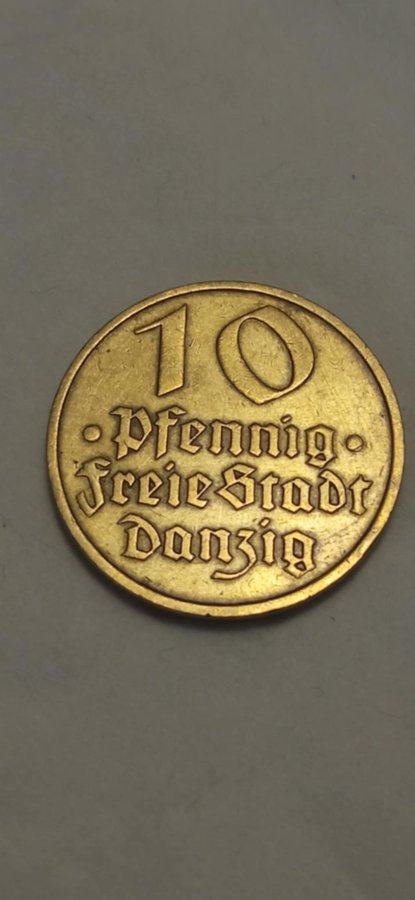 10
· Pfennig ·
Freie Stadt
Danzig